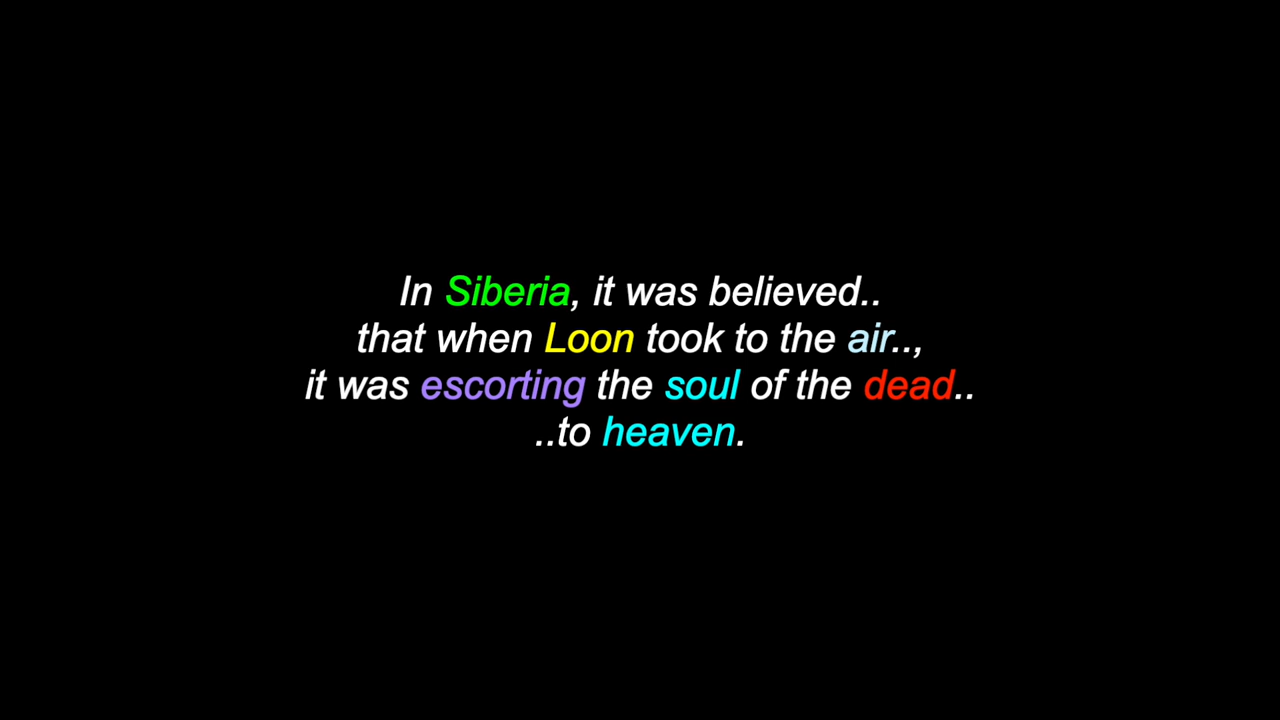 In Siberia, it was believed..
that when Loon took to the air..,
it was escorting the soul of the dead..
..to heaven.